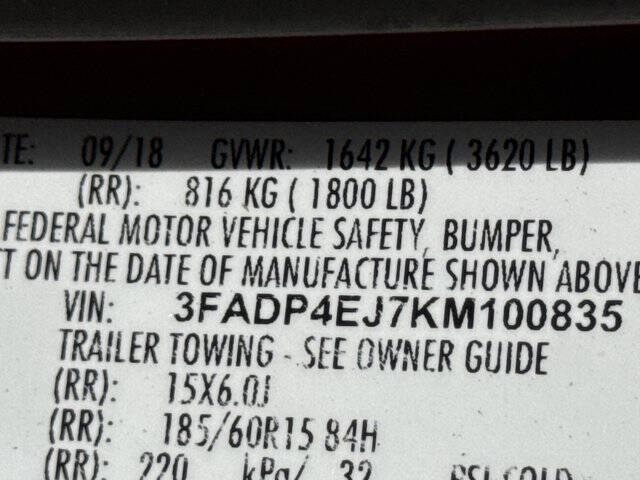 TE: 09/18 GVWR: 1642 KG ( 3620 LB)
(RR): 816 KG ( 1800 LB)
FEDERAL MOTOR VEHICLE SAFETY, BUMPER,
T ON THE DATE OF MANUFACTURE SHOWN ABOVE
VIN: 3FADP4EJ7KM100835
TRAILER TOWING - SEE OWNER GUIDE
(RR): 15X6.0J
(RR): 185/60R15 84H
(RR): 220 kPa/ 32 PSI COLD